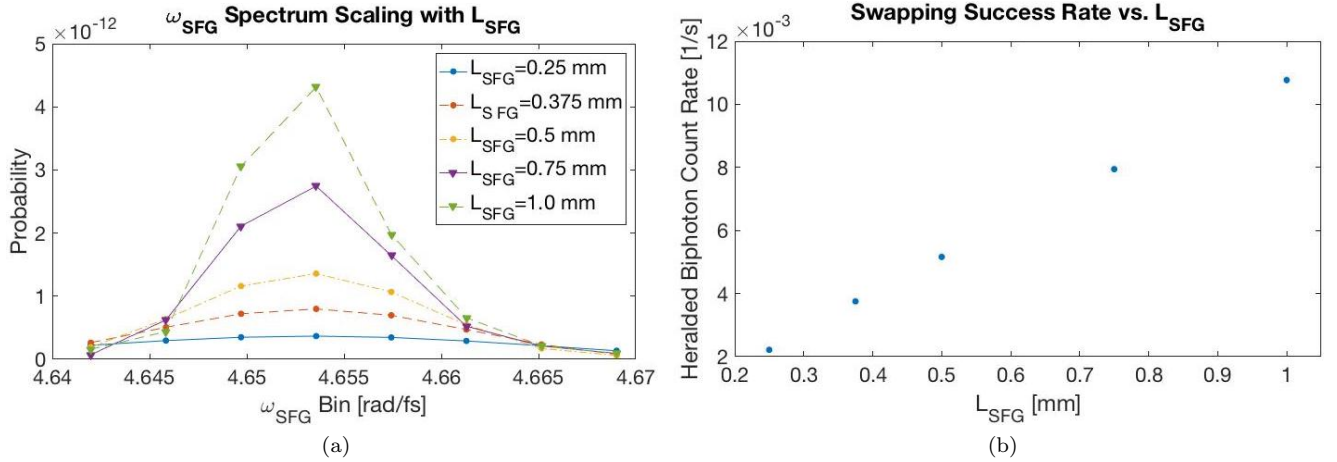 ω_SFG Spectrum Scaling with L_SFG
×10^-12
5
4
3
2
1
0
Probability
4.64 4.645 4.65 4.655 4.66 4.665 4.67
ω_SFG Bin [rad/fs]
L_SFG=0.25 mm
L_S FG=0.375 mm
L_SFG=0.5 mm
L_SFG=0.75 mm
L_SFG=1.0 mm
(a)
Swapping Success Rate vs. L_SFG
×10^-3
12
10
8
6
4
2
Heralded Biphoton Count Rate [1/s]
0.2 0.3 0.4 0.5 0.6 0.7 0.8 0.9 1
L_SFG [mm]
(b)